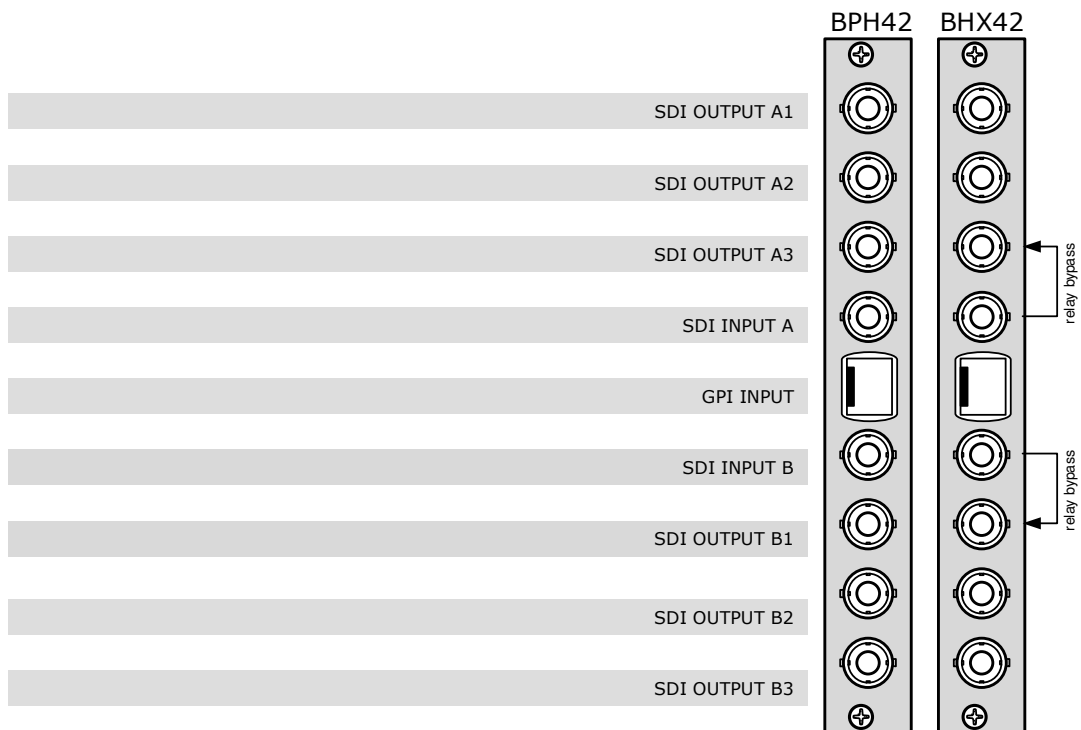 BPH42 BHX42
SDI OUTPUT A1
SDI OUTPUT A2
SDI OUTPUT A3
relay bypass
SDI INPUT A
GPI INPUT
SDI INPUT B
relay bypass
SDI OUTPUT B1
SDI OUTPUT B2
SDI OUTPUT B3